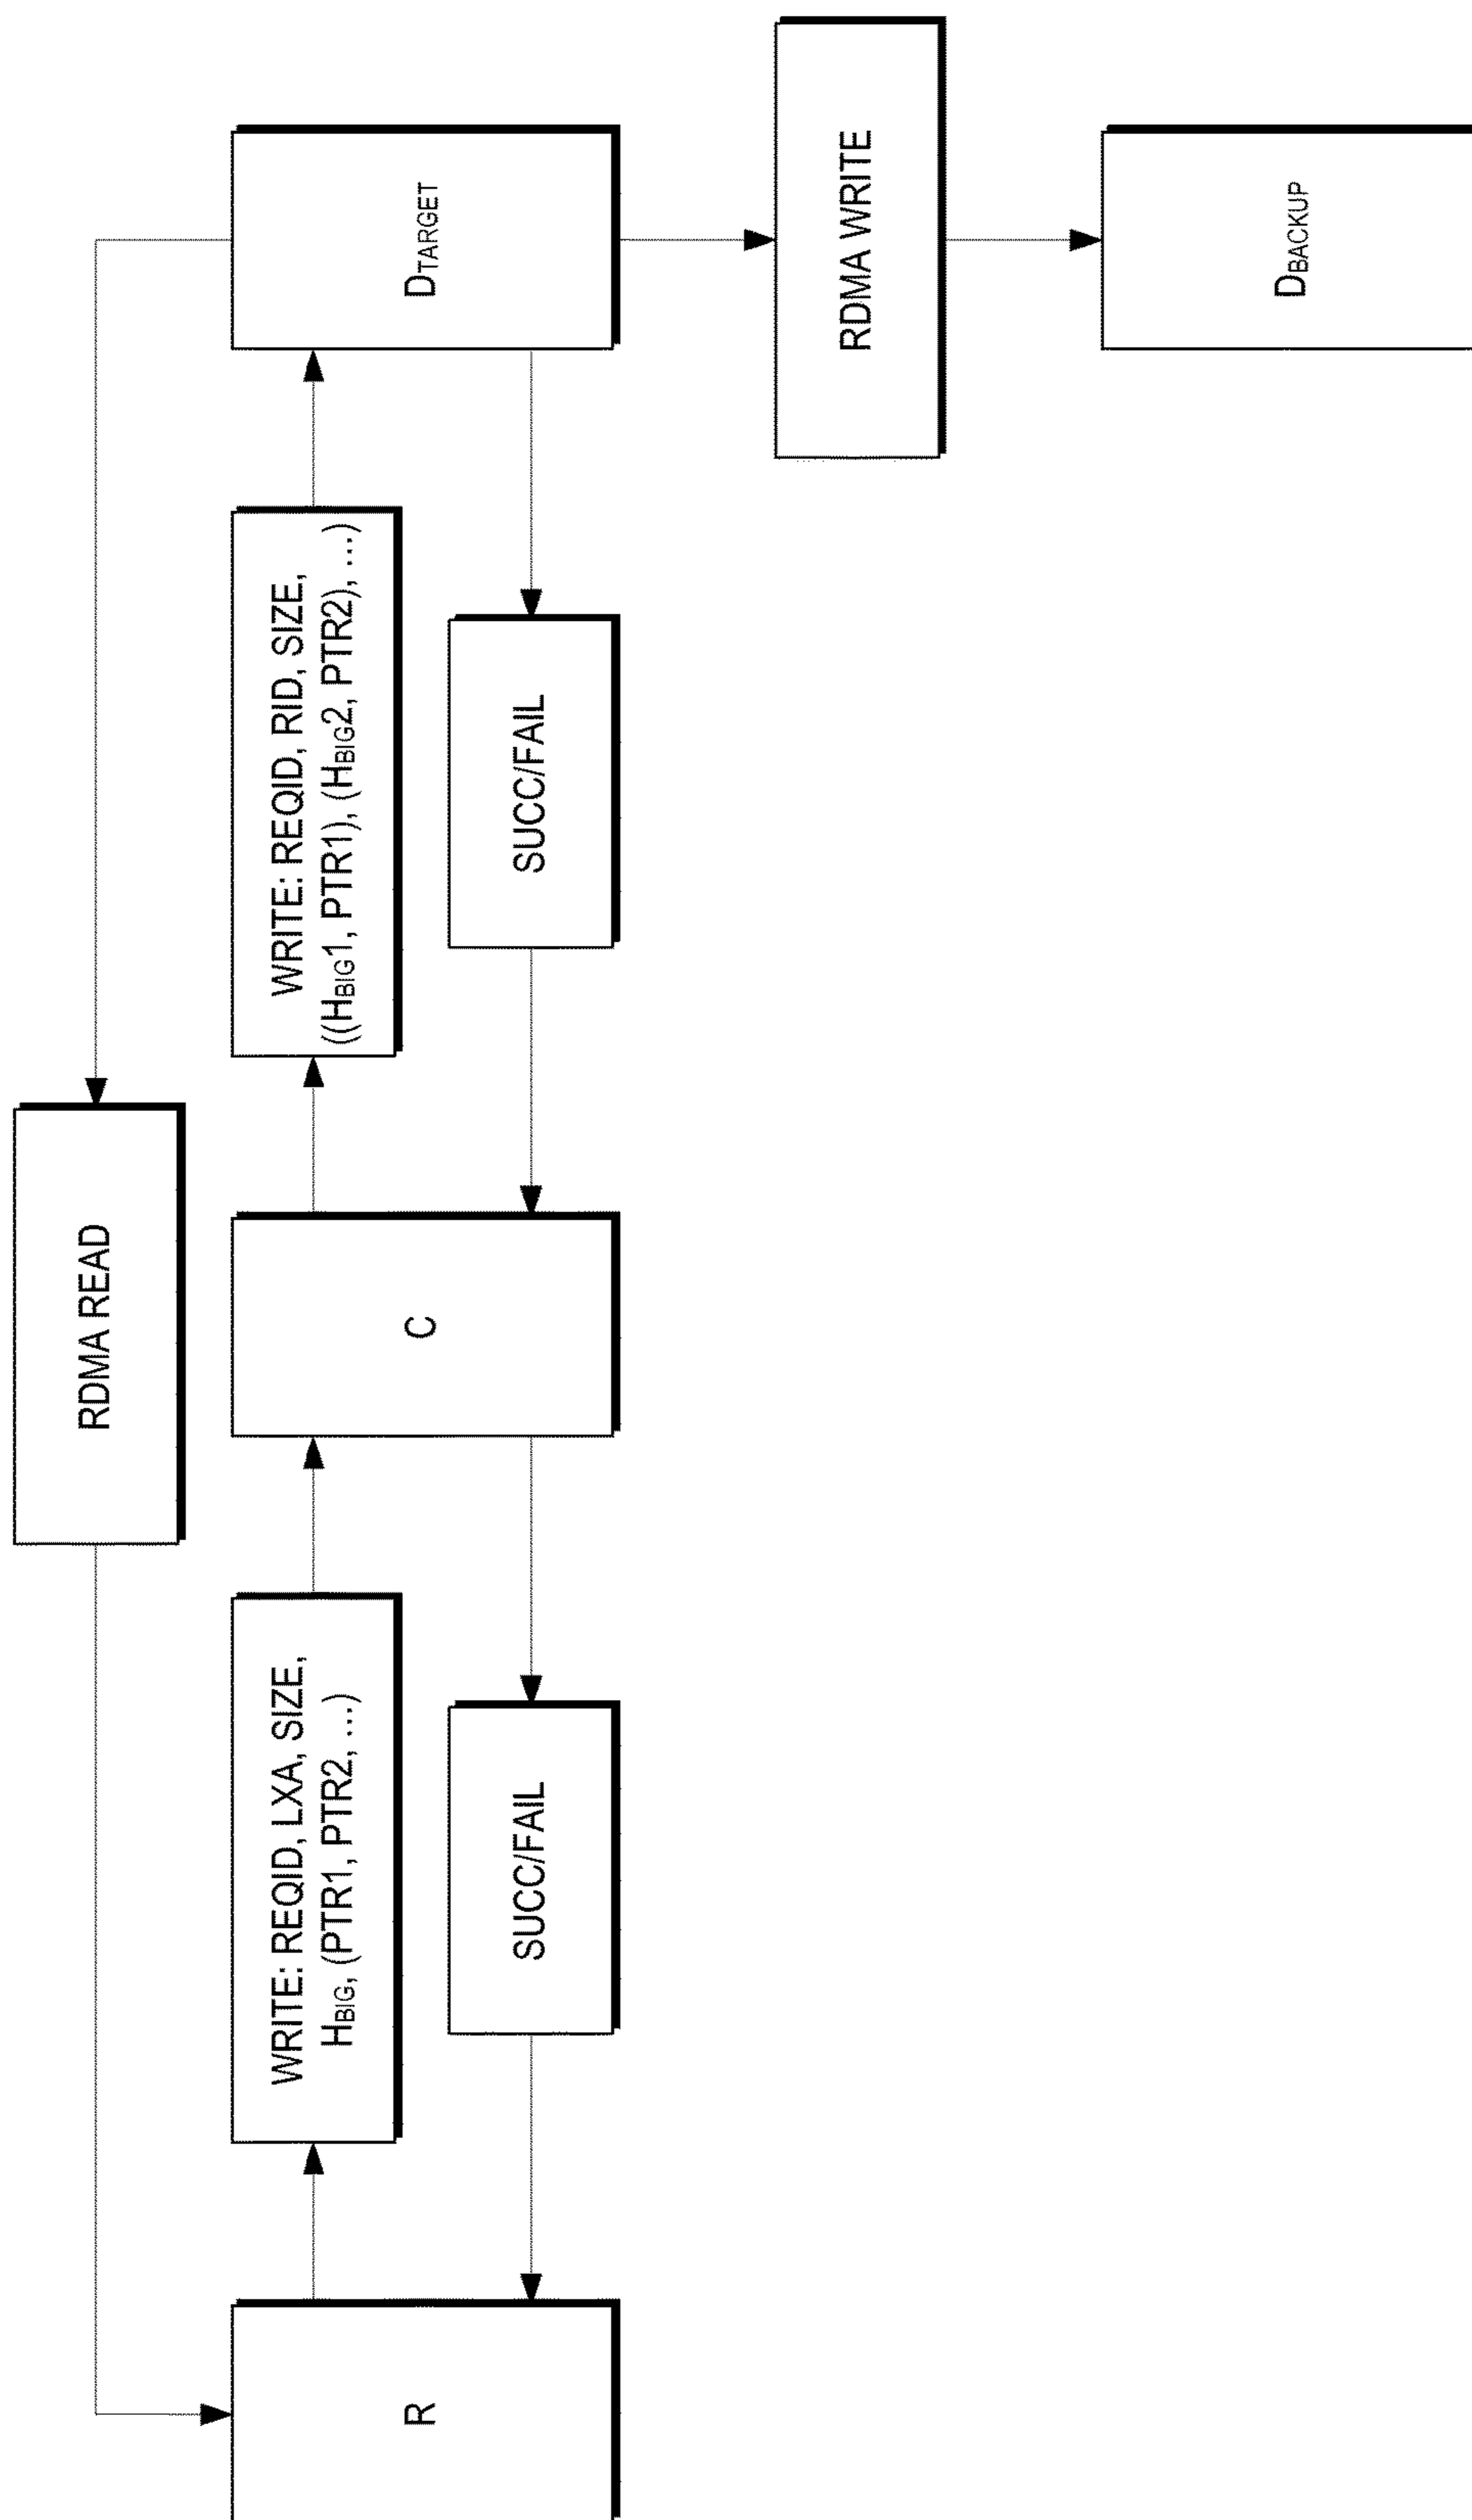 RDMA READ
R
WRITE: REQID, LXA, SIZE,
HBIG, (PTR1, PTR2, ...)
C
WRITE: REQID, RID, SIZE,
((HBIG1, PTR1), (HBIG2, PTR2), ...)
DTARGET
SUCC/FAIL
SUCC/FAIL
RDMA WRITE
DBACKUP